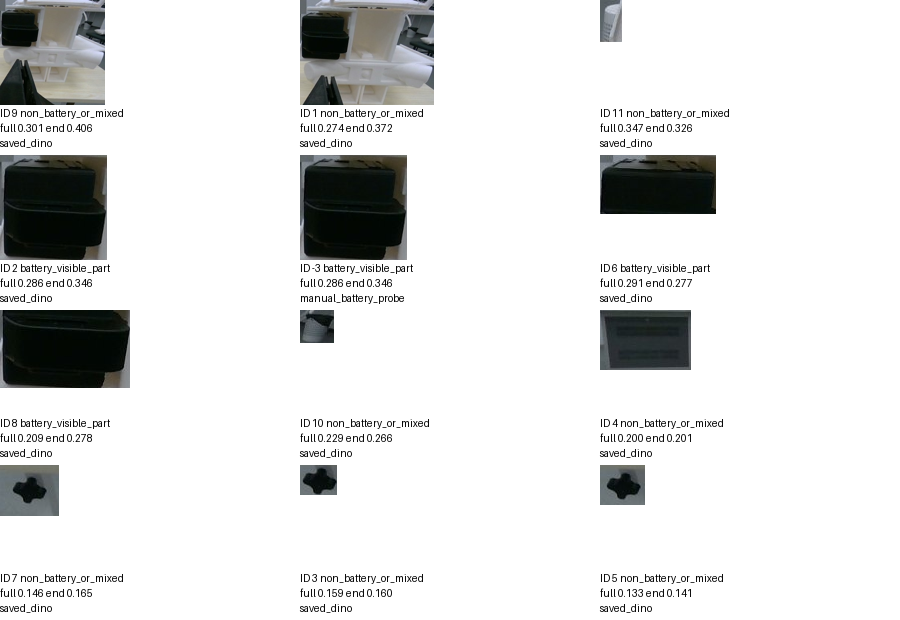 ID 9 non_battery_or_mixed
full 0.301 end 0.406
saved_dino
ID 1 non_battery_or_mixed
full 0.274 end 0.372
saved_dino
ID 11 non_battery_or_mixed
full 0.347 end 0.326
saved_dino
ID 2 battery_visible_part
full 0.286 end 0.346
saved_dino
ID -3 battery_visible_part
full 0.286 end 0.346
manual_battery_probe
ID 6 battery_visible_part
full 0.291 end 0.277
saved_dino
ID 8 battery_visible_part
full 0.209 end 0.278
saved_dino
ID 10 non_battery_or_mixed
full 0.229 end 0.266
saved_dino
ID 4 non_battery_or_mixed
full 0.200 end 0.201
saved_dino
ID 7 non_battery_or_mixed
full 0.146 end 0.165
saved_dino
ID 3 non_battery_or_mixed
full 0.159 end 0.160
saved_dino
ID 5 non_battery_or_mixed
full 0.133 end 0.141
saved_dino